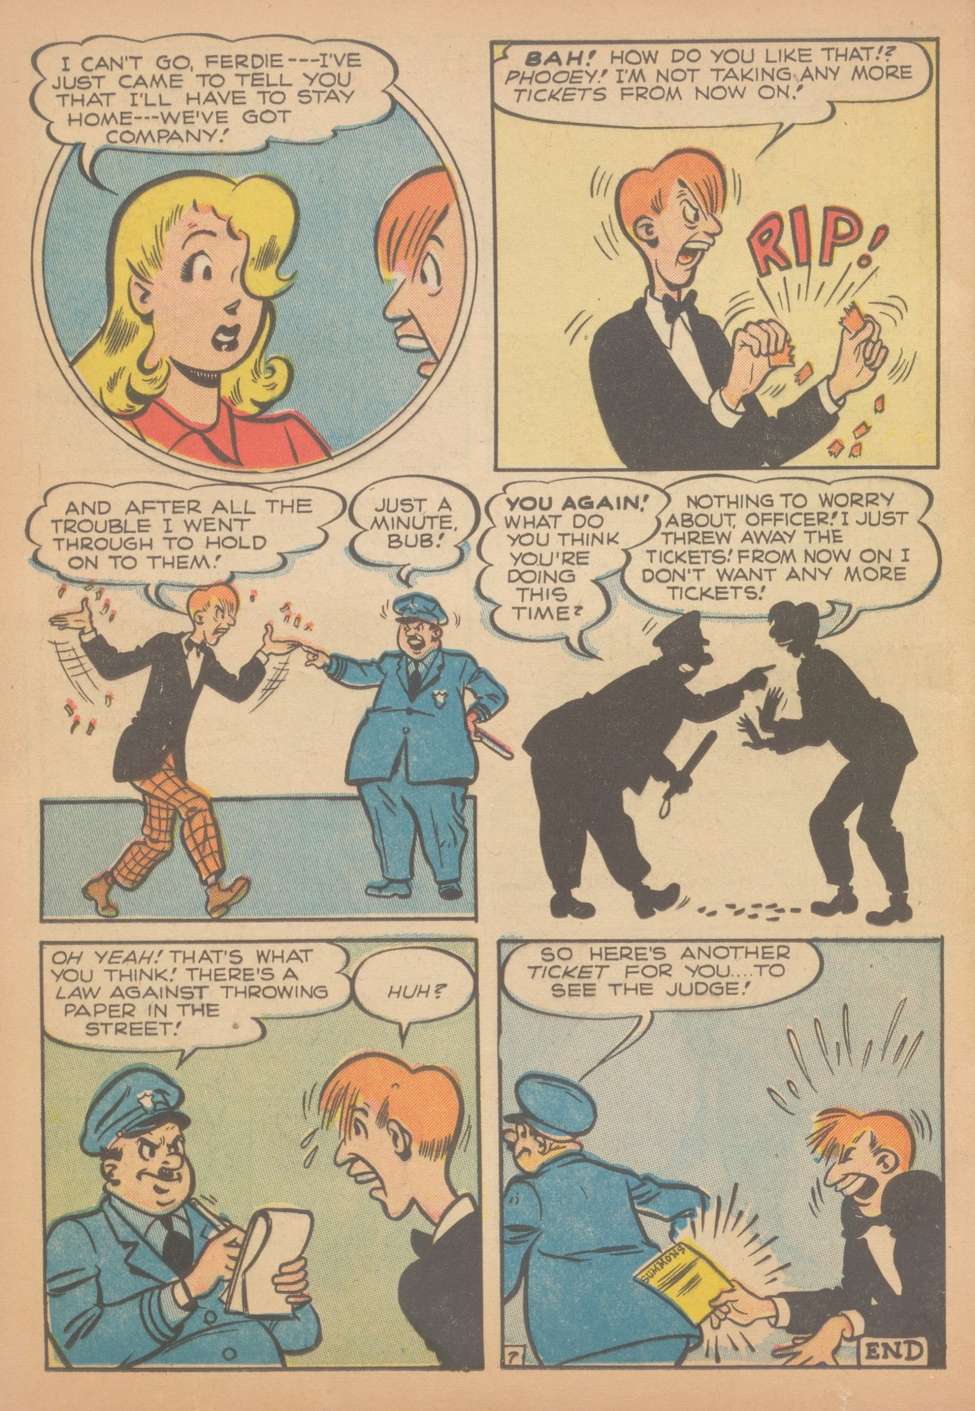 I CAN'T GO, FERDIE---I'VE
JUST CAME TO TELL YOU
THAT I'LL HAVE TO STAY
HOME---WE'VE GOT
COMPANY!
BAH! HOW DO YOU LIKE THAT!?
PHOOEY! I'M NOT TAKING ANY MORE
TICKETS FROM NOW ON!
RIP!
AND AFTER ALL THE
TROUBLE I WENT
THROUGH TO HOLD
ON TO THEM!
JUST A
MINUTE,
BUB!
YOU AGAIN!
WHAT DO
YOU THINK
YOU'RE
DOING
THIS
TIME?
NOTHING TO WORRY
ABOUT, OFFICER! I JUST
THREW AWAY THE
TICKETS! FROM NOW ON I
DON'T WANT ANY MORE
TICKETS!
OH YEAH! THAT'S WHAT
YOU THINK! THERE'S A
LAW AGAINST THROWING
PAPER IN THE
STREET!
HUH?
SO HERE'S ANOTHER
TICKET FOR YOU....TO
SEE THE JUDGE!
SUMMONS
7
END